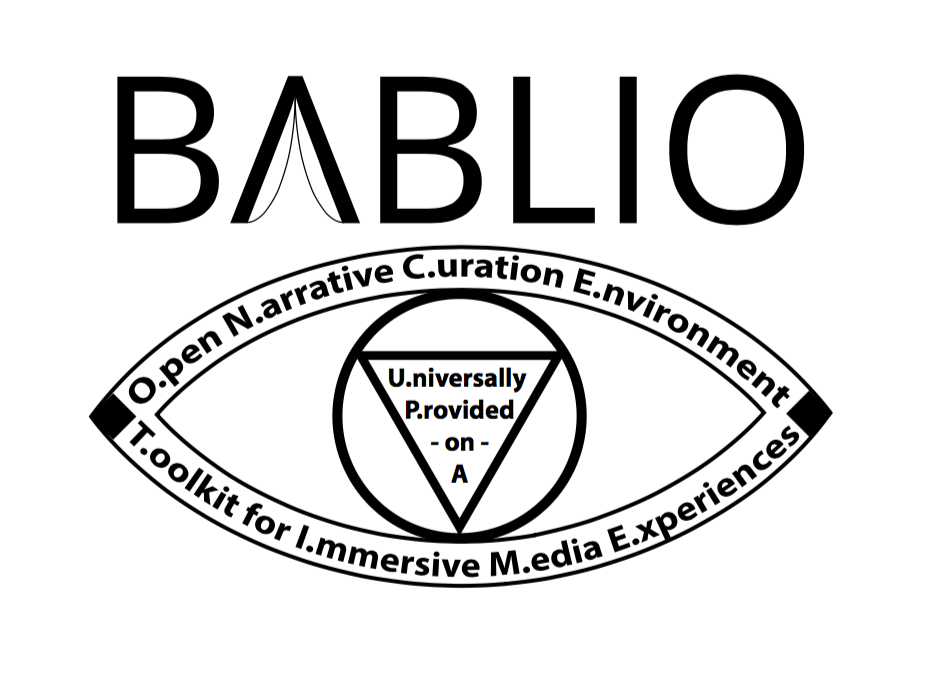 BABLIO
O.pen N.arrative C.uration E.nvironment
U.niversally
P.rovided
- on -
A
T.oolkit for I.mmersive M.edia E.xperiences